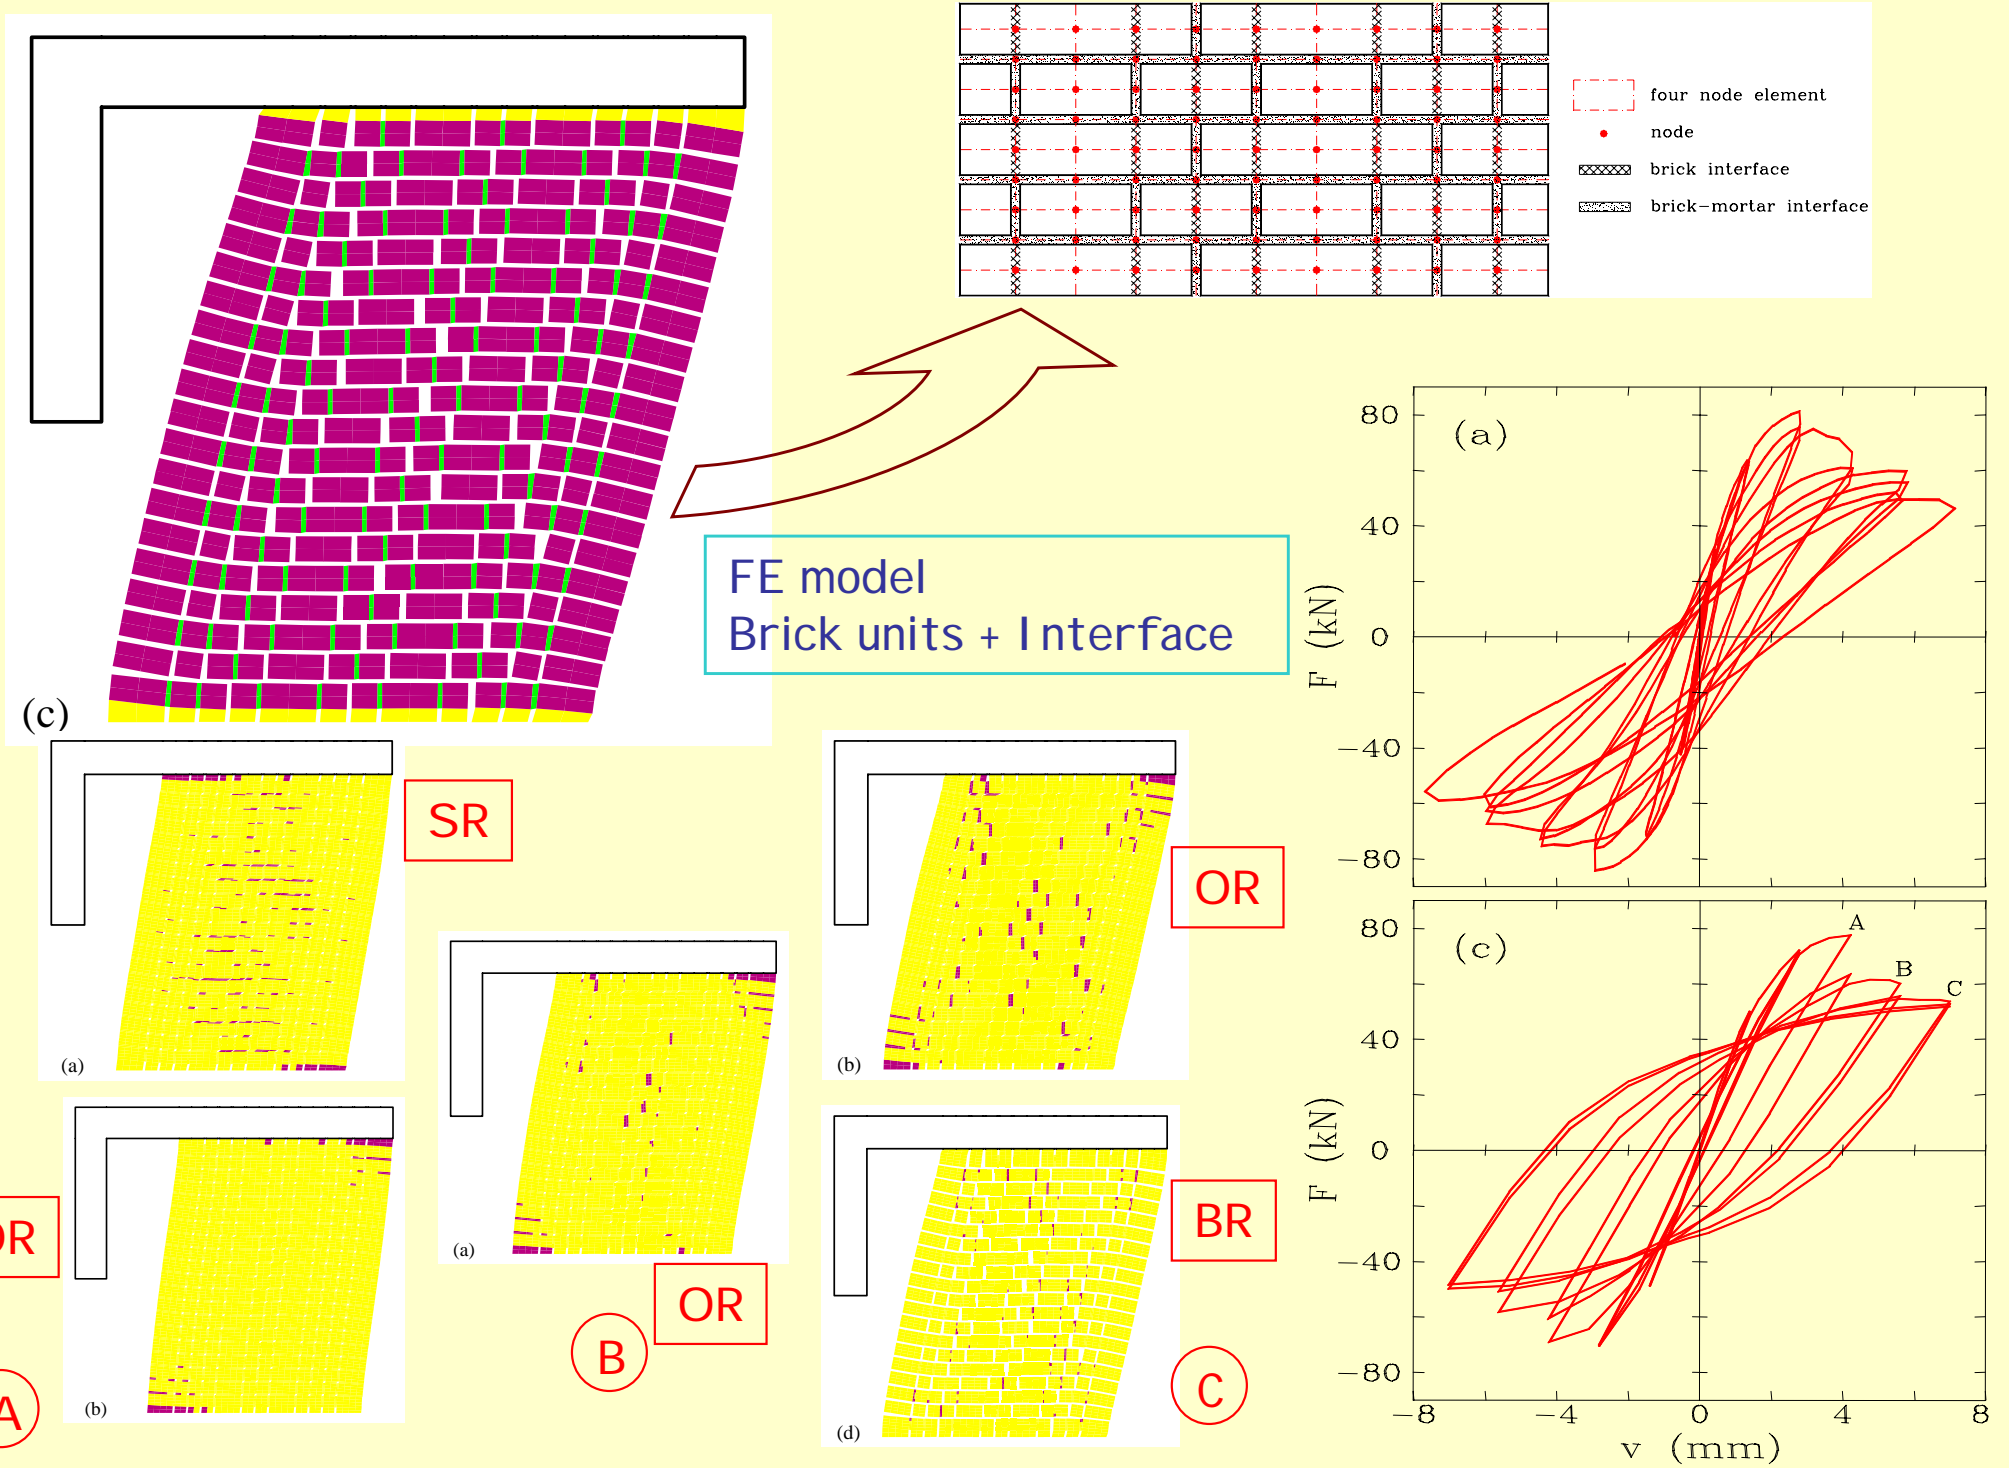 four node element
node
brick interface
brick-mortar interface
(c)
FE model
Brick units + Interface
80
40
0
-40
-80
F (kN)
(a)
SR
(a)
OR
(b)
OR
(a)
B
OR
(b)
A
BR
(d)
C
80
40
0
-40
-80
F (kN)
(c)
A
B
C
-8 -4 0 4 8
v (mm)